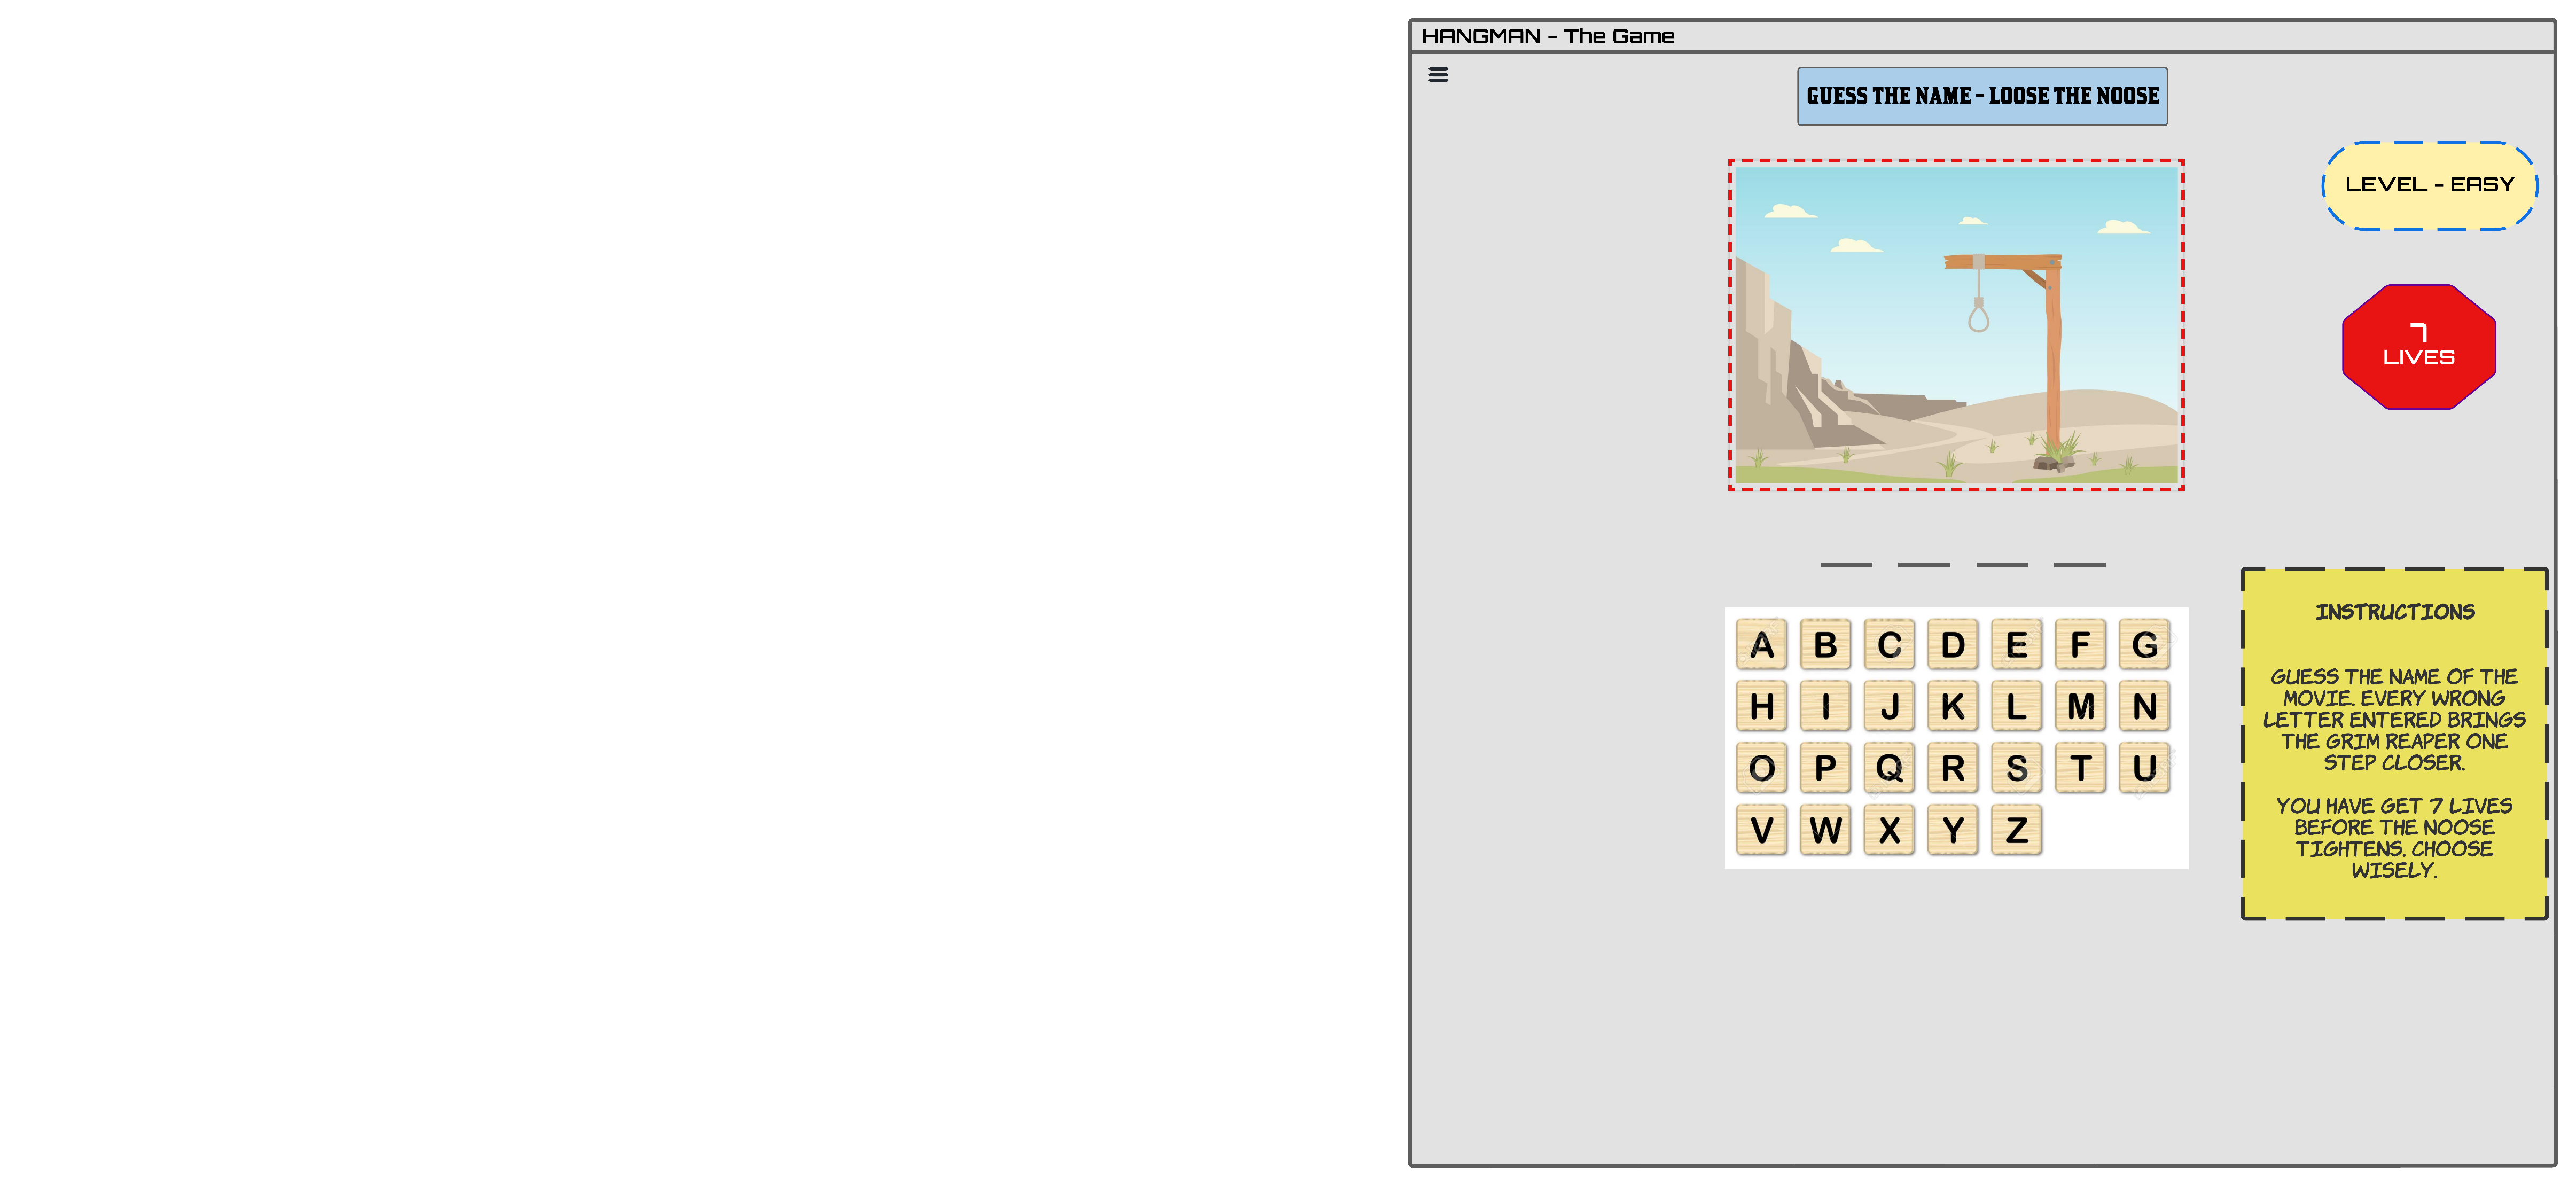 HANGMAN - The Game
GUESS THE NAME - LOOSE THE NOOSE
LEVEL - EASY
7
LIVES
A B C D E F G
H I J K L M N
O P Q R S T U
V W X Y Z
INSTRUCTIONS
GUESS THE NAME OF THE
MOVIE. EVERY WRONG
LETTER ENTERED BRINGS
THE GRIM REAPER ONE
STEP CLOSER.
YOU HAVE GET 7 LIVES
BEFORE THE NOOSE
TIGHTENS. CHOOSE
WISELY.